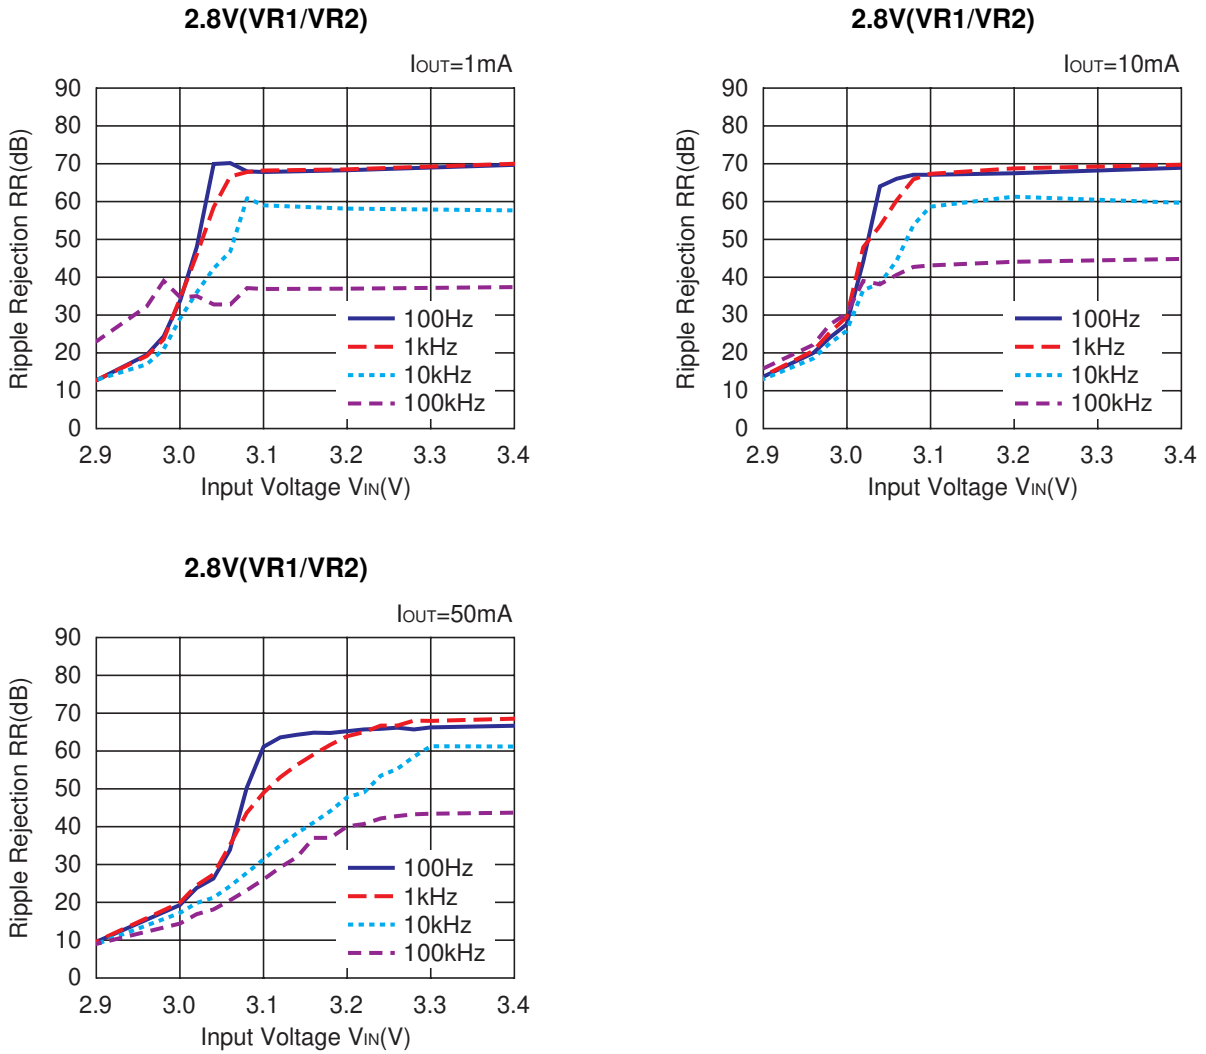 2.8V(VR1/VR2)
IOUT=1mA
Ripple Rejection RR(dB)
90
80
70
60
50
40
30
20
10
0
100Hz
1kHz
10kHz
100kHz
2.9 3.0 3.1 3.2 3.3 3.4
Input Voltage VIN(V)
2.8V(VR1/VR2)
IOUT=10mA
Ripple Rejection RR(dB)
90
80
70
60
50
40
30
20
10
0
100Hz
1kHz
10kHz
100kHz
2.9 3.0 3.1 3.2 3.3 3.4
Input Voltage VIN(V)
2.8V(VR1/VR2)
IOUT=50mA
Ripple Rejection RR(dB)
90
80
70
60
50
40
30
20
10
0
100Hz
1kHz
10kHz
100kHz
2.9 3.0 3.1 3.2 3.3 3.4
Input Voltage VIN(V)